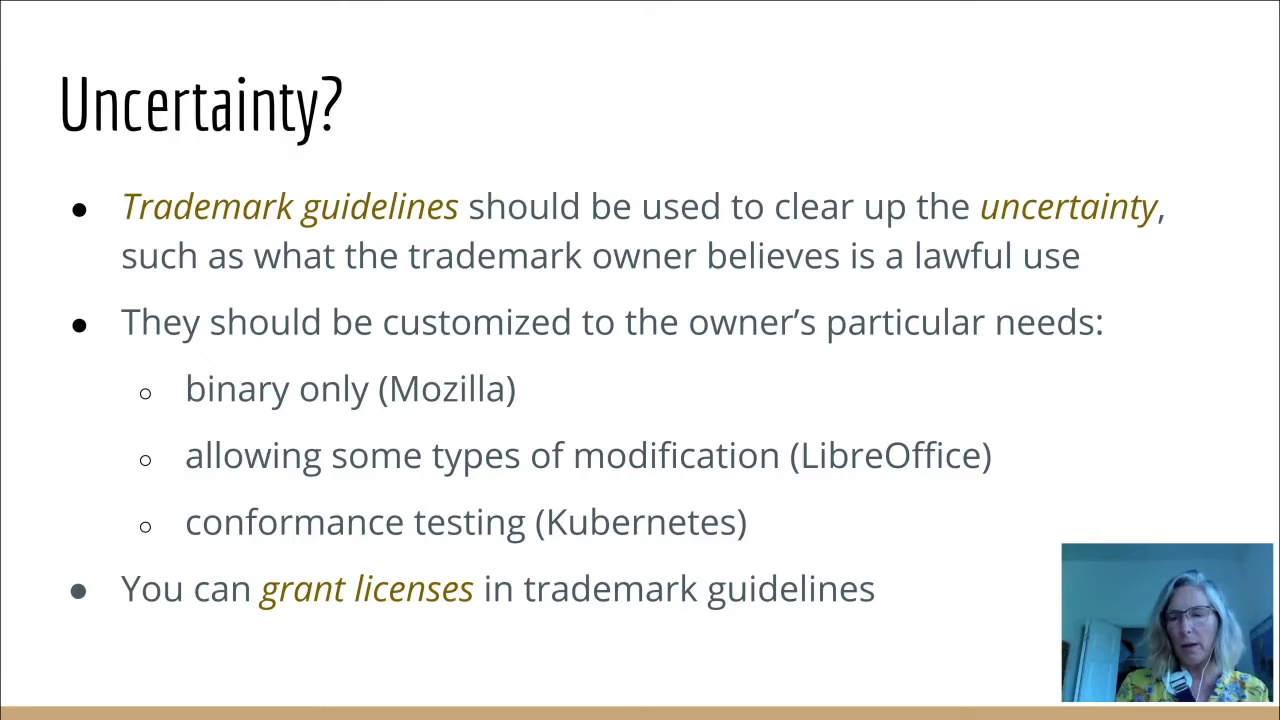 Uncertainty?
● Trademark guidelines should be used to clear up the uncertainty,
such as what the trademark owner believes is a lawful use
● They should be customized to the owner’s particular needs:
○ binary only (Mozilla)
○ allowing some types of modification (LibreOffice)
○ conformance testing (Kubernetes)
● You can grant licenses in trademark guidelines